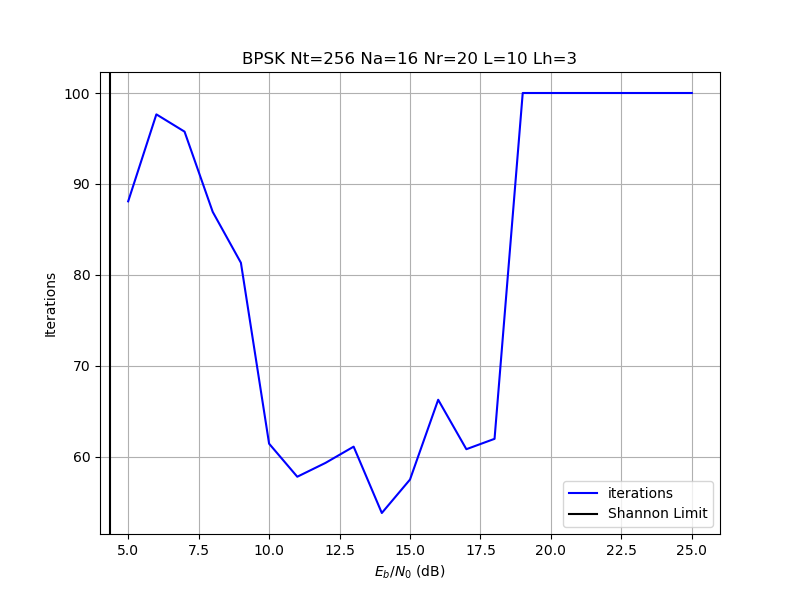 BPSK Nt=256 Na=16 Nr=20 L=10 Lh=3
Iterations
100
90
80
70
60
5.0 7.5 10.0 12.5 15.0 17.5 20.0 22.5 25.0
E_b/N_0 (dB)
iterations
Shannon Limit